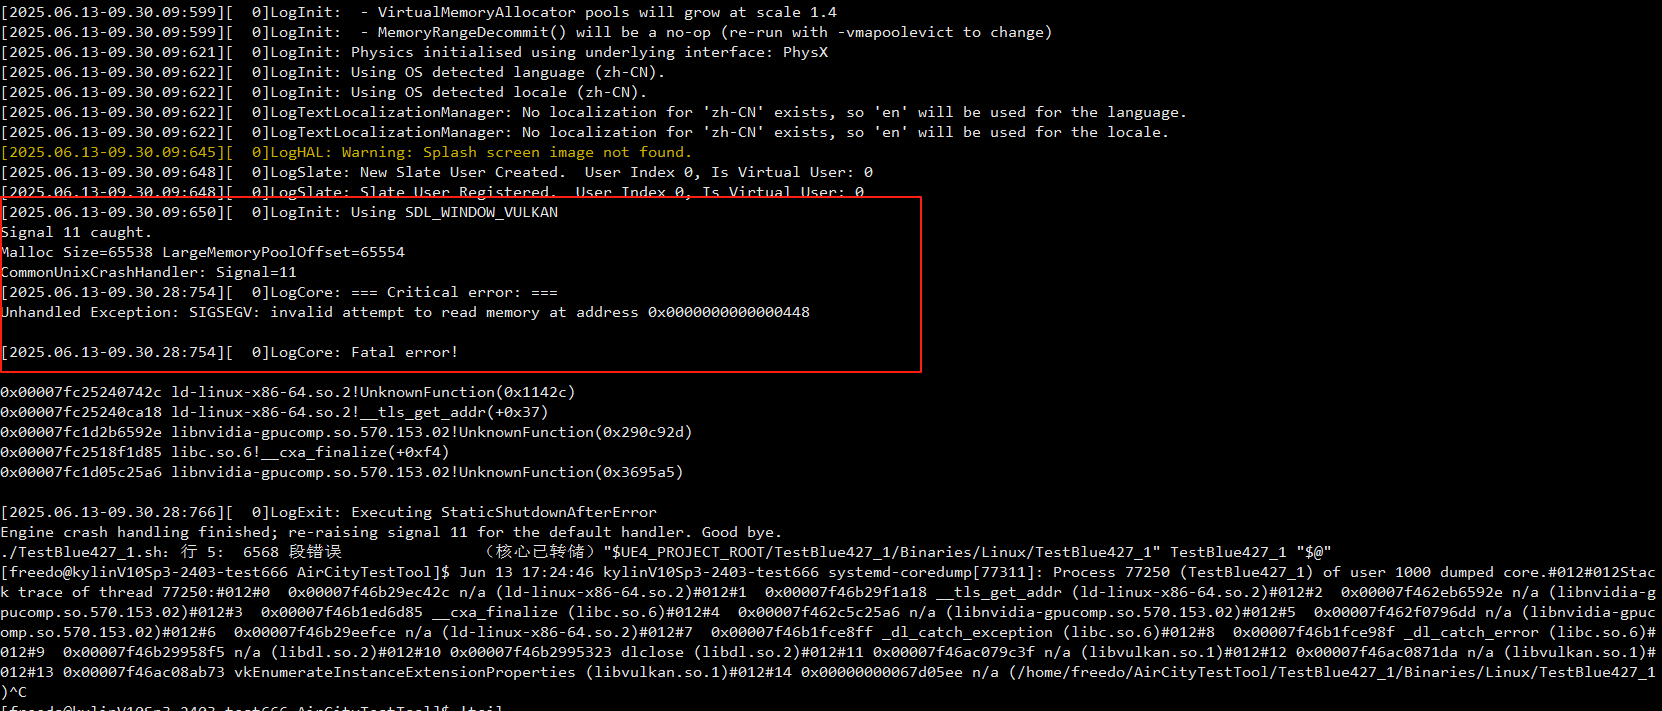 [2025.06.13-09.30.09:599][  0]LogInit:  - VirtualMemoryAllocator pools will grow at scale 1.4
[2025.06.13-09.30.09:599][  0]LogInit:  - MemoryRangeDecommit() will be a no-op (re-run with -vmapoolevict to change)
[2025.06.13-09.30.09:621][  0]LogInit: Physics initialised using underlying interface: PhysX
[2025.06.13-09.30.09:622][  0]LogInit: Using OS detected language (zh-CN).
[2025.06.13-09.30.09:622][  0]LogInit: Using OS detected locale (zh-CN).
[2025.06.13-09.30.09:622][  0]LogTextLocalizationManager: No localization for 'zh-CN' exists, so 'en' will be used for the language.
[2025.06.13-09.30.09:622][  0]LogTextLocalizationManager: No localization for 'zh-CN' exists, so 'en' will be used for the locale.
[2025.06.13-09.30.09:645][  0]LogHAL: Warning: Splash screen image not found.
[2025.06.13-09.30.09:648][  0]LogSlate: New Slate User Created.  User Index 0, Is Virtual User: 0
[2025.06.13-09.30.09:648][  0]LogSlate: Slate User Registered.  User Index 0, Is Virtual User: 0
[2025.06.13-09.30.09:650][  0]LogInit: Using SDL_WINDOW_VULKAN
Signal 11 caught.
Malloc Size=65538 LargeMemoryPoolOffset=65554
CommonUnixCrashHandler: Signal=11
[2025.06.13-09.30.28:754][  0]LogCore: === Critical error: ===
Unhandled Exception: SIGSEGV: invalid attempt to read memory at address 0x0000000000000448
[2025.06.13-09.30.28:754][  0]LogCore: Fatal error!
0x00007fc25240742c ld-linux-x86-64.so.2!UnknownFunction(0x1142c)
0x00007fc25240ca18 ld-linux-x86-64.so.2!__tls_get_addr(+0x37)
0x00007fc1d2b6592e libnvidia-gpucomp.so.570.153.02!UnknownFunction(0x290c92d)
0x00007fc2518f1d85 libc.so.6!__cxa_finalize(+0xf4)
0x00007fc1d05c25a6 libnvidia-gpucomp.so.570.153.02!UnknownFunction(0x3695a5)
[2025.06.13-09.30.28:766][  0]LogExit: Executing StaticShutdownAfterError
Engine crash handling finished; re-raising signal 11 for the default handler. Good bye.
./TestBlue427_1.sh: 行 5:  6568 段错误               (核心已转储) "$UE4_PROJECT_ROOT/TestBlue427_1/Binaries/Linux/TestBlue427_1" TestBlue427_1 "$@"
[freedo@kylinV10Sp3-2403-test666 AirCityTestTool]$ Jun 13 17:24:46 kylinV10Sp3-2403-test666 systemd-coredump[77311]: Process 77250 (TestBlue427_1) of user 1000 dumped core.#012#012Stac
k trace of thread 77250:#012#0  0x00007f46b29ec42c n/a (ld-linux-x86-64.so.2)#012#1  0x00007f46b29f1a18 __tls_get_addr (ld-linux-x86-64.so.2)#012#2  0x00007f462eb6592e n/a (libnvidia-g
pucomp.so.570.153.02)#012#3  0x00007f46b1ed6d85 __cxa_finalize (libc.so.6)#012#4  0x00007f462c5c25a6 n/a (libnvidia-gpucomp.so.570.153.02)#012#5  0x00007f462f0796dd n/a (libnvidia-gpuc
omp.so.570.153.02)#012#6  0x00007f46b29eefce n/a (ld-linux-x86-64.so.2)#012#7  0x00007f46b1fce8ff _dl_catch_exception (libc.so.6)#012#8  0x00007f46b1fce98f _dl_catch_error (libc.so.6)#
012#9  0x00007f46b29958f5 n/a (libdl.so.2)#012#10 0x00007f46b2995323 dlclose (libdl.so.2)#012#11 0x00007f46ac079c3f n/a (libvulkan.so.1)#012#12 0x00007f46ac0871da n/a (libvulkan.so.1)#
012#13 0x00007f46ac08ab73 vkEnumerateInstanceExtensionProperties (libvulkan.so.1)#012#14 0x00000000067d05ee n/a (/home/freedo/AirCityTestTool/TestBlue427_1/Binaries/Linux/TestBlue427_1
)^C